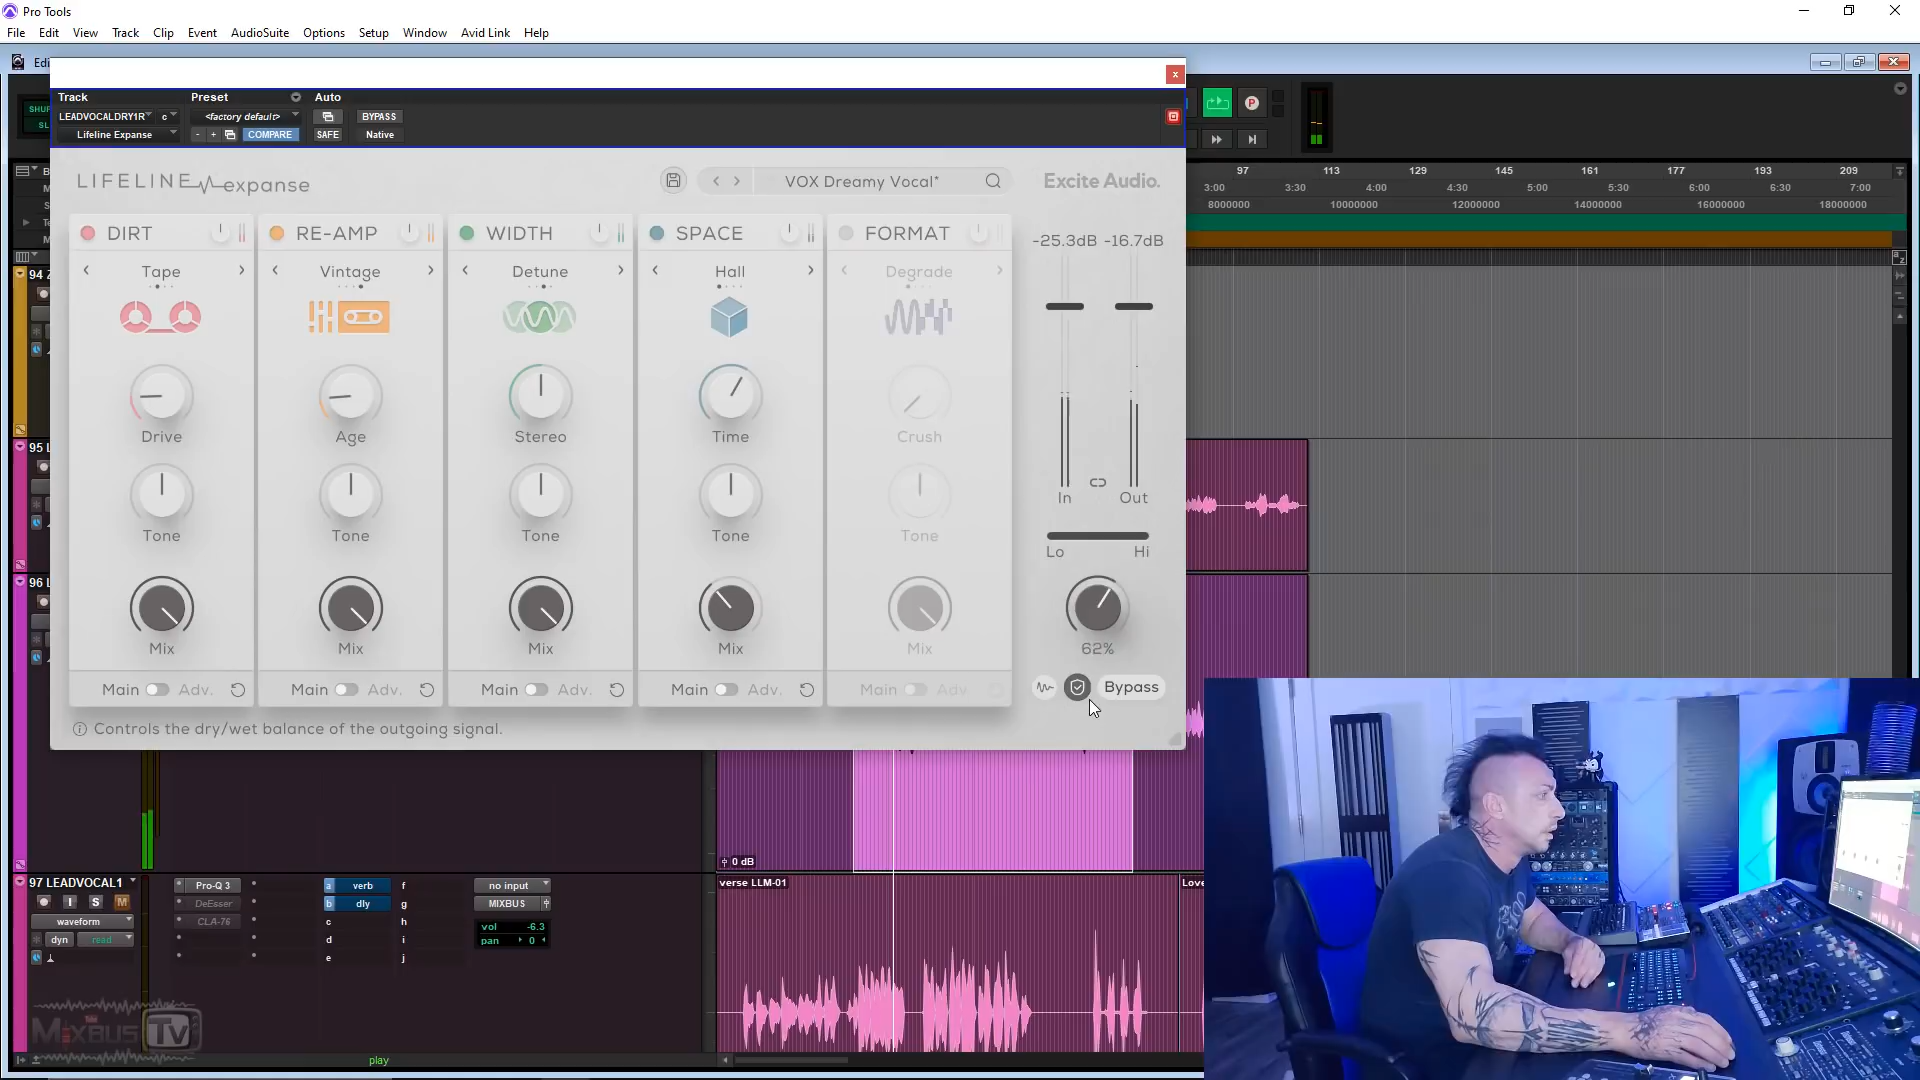 Pro Tools
File Edit View Track Clip Event AudioSuite Options Setup Window Avid Link Help
Edi
Track Preset Auto
LEADVOCALDRY1R c <factory default> BYPASS
Lifeline Expanse - + COMPARE SAFE Native
SHUF
SL
P
LIFELINE expanse VOX Dreamy Vocal* Excite Audio.
97 113 129 145 161 177 193 209
3:00 3:30 4:00 4:30 5:00 5:30 6:00 6:30 7:00
8000000 10000000 12000000 14000000 16000000 18000000
DIRT RE-AMP WIDTH SPACE FORMAT -25.3dB -16.7dB
Tape Vintage Detune Hall Degrade
94
Drive Age Stereo Time Crush
95 L
In Out
Tone Tone Tone Tone Tone
Lo Hi
96 L
Mix Mix Mix Mix Mix 62%
Main Adv. Main Adv. Main Adv. Main Adv. Main Adv Bypass
Controls the dry/wet balance of the outgoing signal.
0 dB
97 LEADVOCAL1 Pro-Q 3 a verb f no input verse LLM-01 Love
I S M DeEsser b dly g MIXBUS
waveform CLA-76 c h vol -6.3
dyn read d i pan 0
e j
MIXBUS TV
play